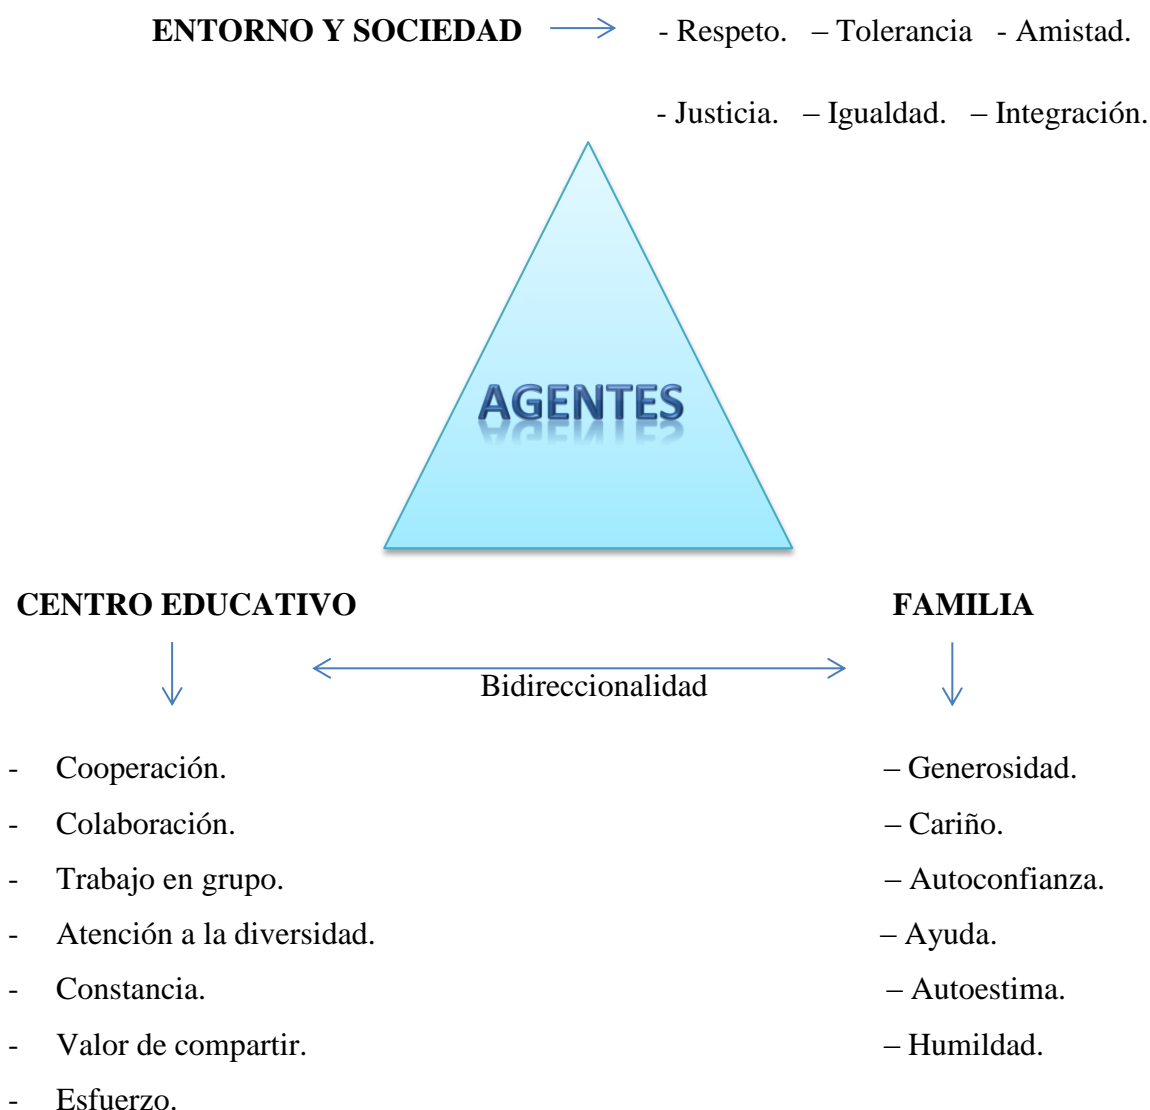 ENTORNO Y SOCIEDAD - Respeto. – Tolerancia - Amistad.
- Justicia. – Igualdad. – Integración.
AGENTES
CENTRO EDUCATIVO FAMILIA
Bidireccionalidad
- Cooperación. – Generosidad.
- Colaboración. – Cariño.
- Trabajo en grupo. – Autoconfianza.
- Atención a la diversidad. – Ayuda.
- Constancia. – Autoestima.
- Valor de compartir. – Humildad.
- Esfuerzo.